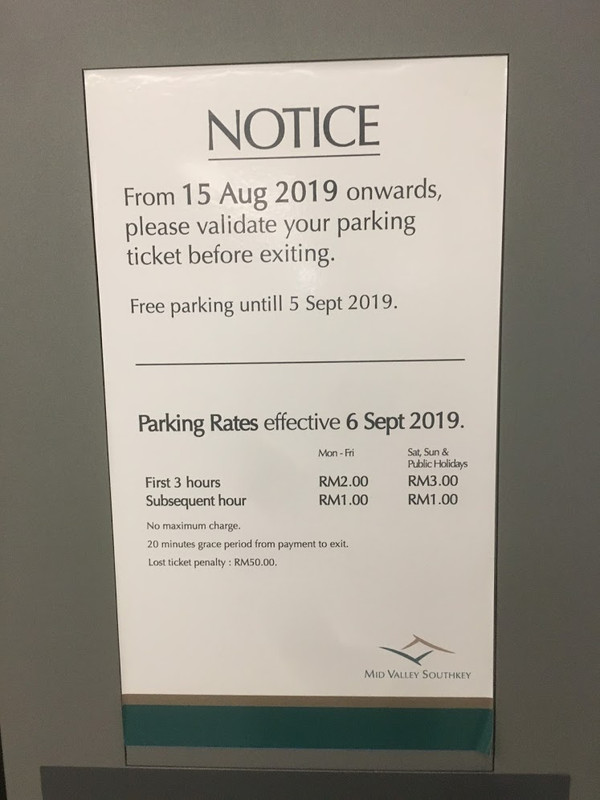 NOTICE
From 15 Aug 2019 onwards,
please validate your parking
ticket before exiting.
Free parking untill 5 Sept 2019.
Parking Rates effective 6 Sept 2019.
Mon - Fri Sat, Sun &
Public Holidays
First 3 hours RM2.00 RM3.00
Subsequent hour RM1.00 RM1.00
No maximum charge.
20 minutes grace period from payment to exit.
Lost ticket penalty : RM50.00.
MID VALLEY SOUTHKEY